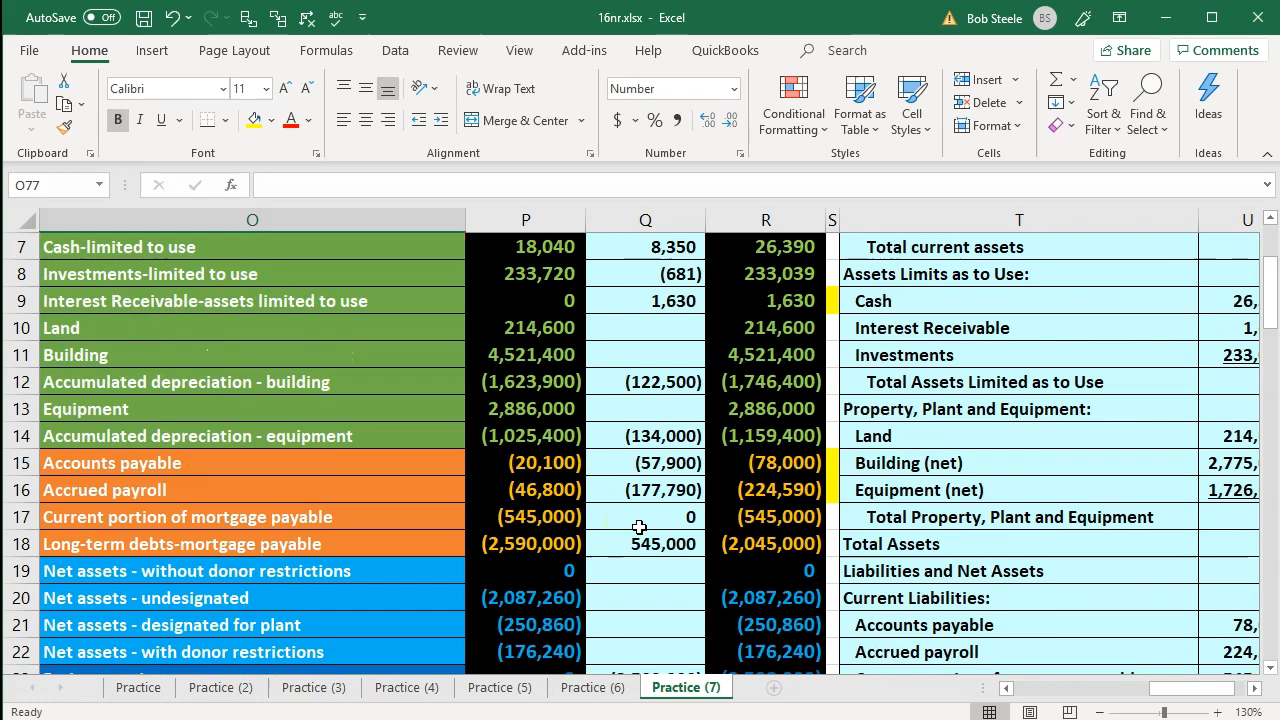 AutoSave Off 16nr.xlsx - Excel Bob Steele BS
File Home Insert Page Layout Formulas Data Review View Add-ins Help QuickBooks Search Share Comments
Paste Calibri 11 Wrap Text Number Conditional Formatting Format as Table Cell Styles Insert Sort & Filter Find & Select Ideas
B I U Merge & Center $ % Delete
Format
Clipboard Font Alignment Number Styles Cells Editing Ideas
O77
O P Q R S T U
7 Cash-limited to use 18,040 8,350 26,390 Total current assets
8 Investments-limited to use 233,720 (681) 233,039 Assets Limits as to Use:
9 Interest Receivable-assets limited to use 0 1,630 1,630 Cash 26,
10 Land 214,600 214,600 Interest Receivable 1,
11 Building 4,521,400 4,521,400 Investments 233,
12 Accumulated depreciation - building (1,623,900) (122,500) (1,746,400) Total Assets Limited as to Use
13 Equipment 2,886,000 2,886,000 Property, Plant and Equipment:
14 Accumulated depreciation - equipment (1,025,400) (134,000) (1,159,400) Land 214,
15 Accounts payable (20,100) (57,900) (78,000) Building (net) 2,775,
16 Accrued payroll (46,800) (177,790) (224,590) Equipment (net) 1,726,
17 Current portion of mortgage payable (545,000) 0 (545,000) Total Property, Plant and Equipment
18 Long-term debts-mortgage payable (2,590,000) 545,000 (2,045,000) Total Assets
19 Net assets - without donor restrictions 0 0 Liabilities and Net Assets
20 Net assets - undesignated (2,087,260) (2,087,260) Current Liabilities:
21 Net assets - designated for plant (250,860) (250,860) Accounts payable 78,
22 Net assets - with donor restrictions (176,240) (176,240) Accrued payroll 224,
Practice Practice (2) Practice (3) Practice (4) Practice (5) Practice (6) Practice (7)
Ready 130%